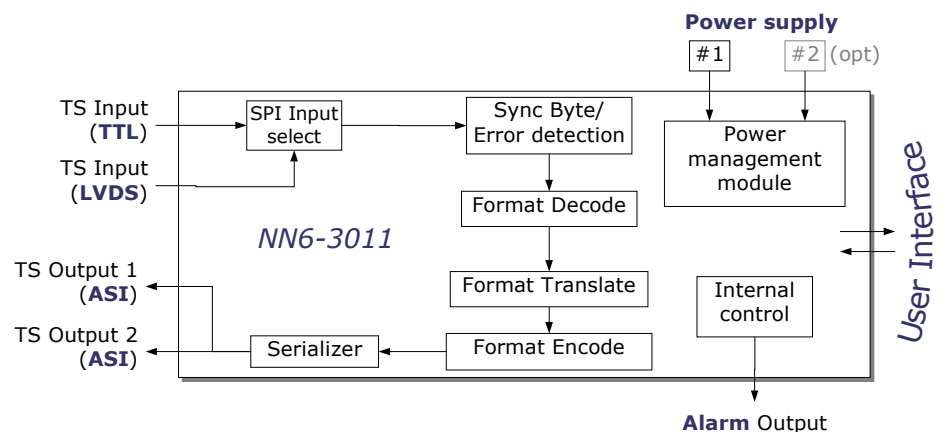 Power supply
#1
#2 (opt)
TS Input
(TTL)
SPI Input
select
Sync Byte/
Error detection
Power
management
module
TS Input
(LVDS)
Format Decode
NN6-3011
User Interface
TS Output 1
(ASI)
Format Translate
Internal
control
TS Output 2
(ASI)
Serializer
Format Encode
Alarm Output